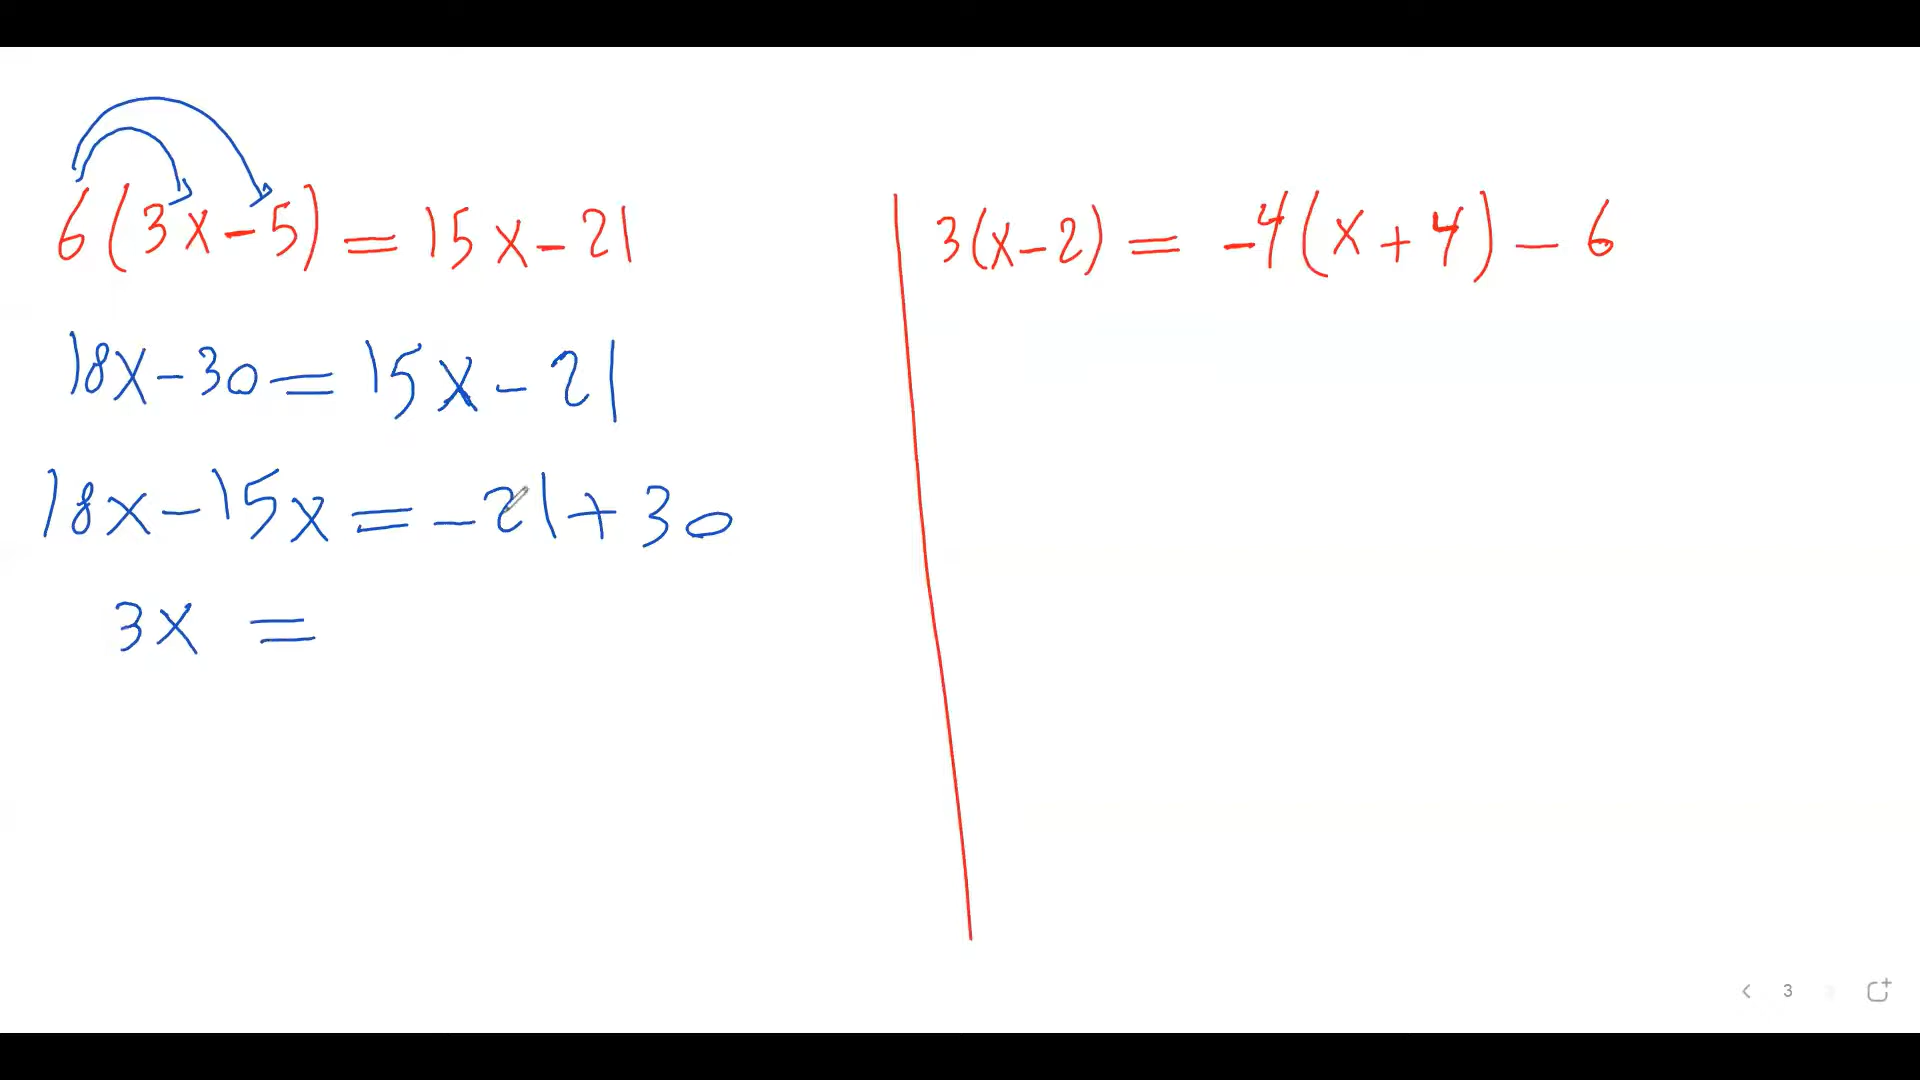 6(3x-5)=15x-21
18x-30=15x-21
18x-15x=-21+30
3x =
3(x-2) = -4(x+4) - 6
< 3